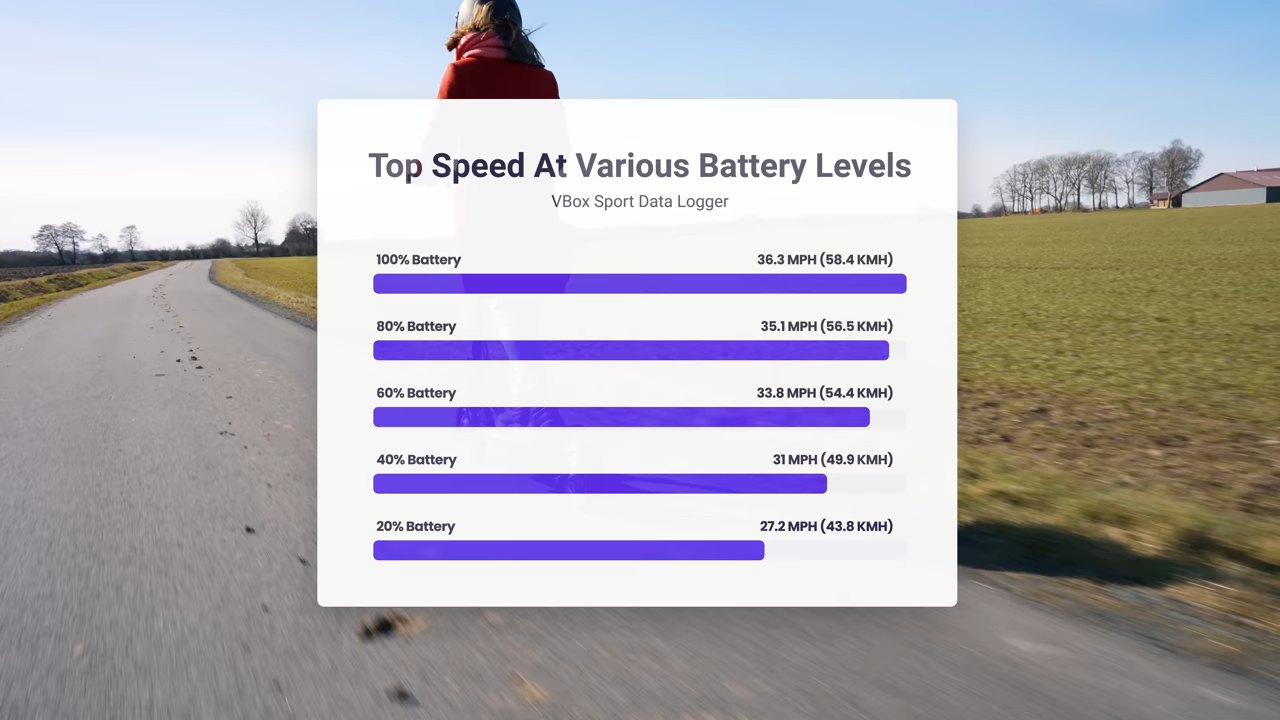 Top Speed At Various Battery Levels
VBox Sport Data Logger
100% Battery 36.3 MPH (58.4 KMH)
80% Battery 35.1 MPH (56.5 KMH)
60% Battery 33.8 MPH (54.4 KMH)
40% Battery 31 MPH (49.9 KMH)
20% Battery 27.2 MPH (43.8 KMH)